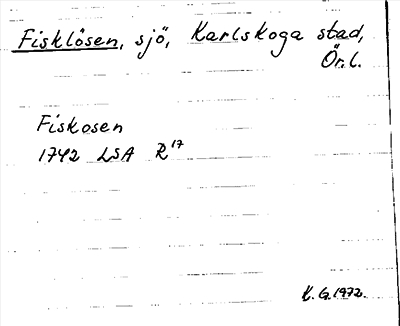 Fisklösen, sjö, Karlskoga stad,
Ör.l.
Fiskosen
1742 LSA R17
K.G.1972.